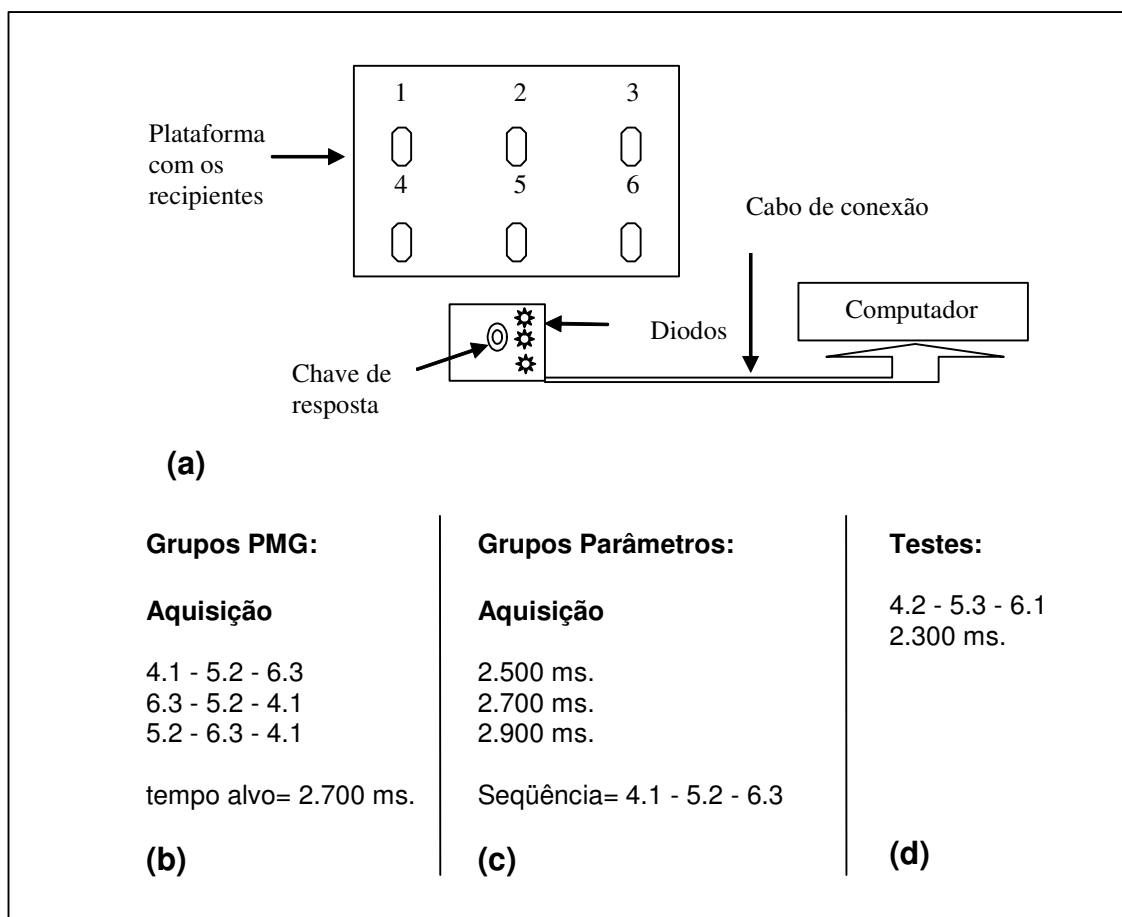 1 2 3
Plataforma
com os
recipientes
4 5 6
Cabo de conexão
Computador
Diodos
Chave de
resposta
(a)
Grupos PMG:
Aquisição
4.1 - 5.2 - 6.3
6.3 - 5.2 - 4.1
5.2 - 6.3 - 4.1
tempo alvo= 2.700 ms.
(b)
Grupos Parâmetros:
Aquisição
2.500 ms.
2.700 ms.
2.900 ms.
Seqüência= 4.1 - 5.2 - 6.3
(c)
Testes:
4.2 - 5.3 - 6.1
2.300 ms.
(d)